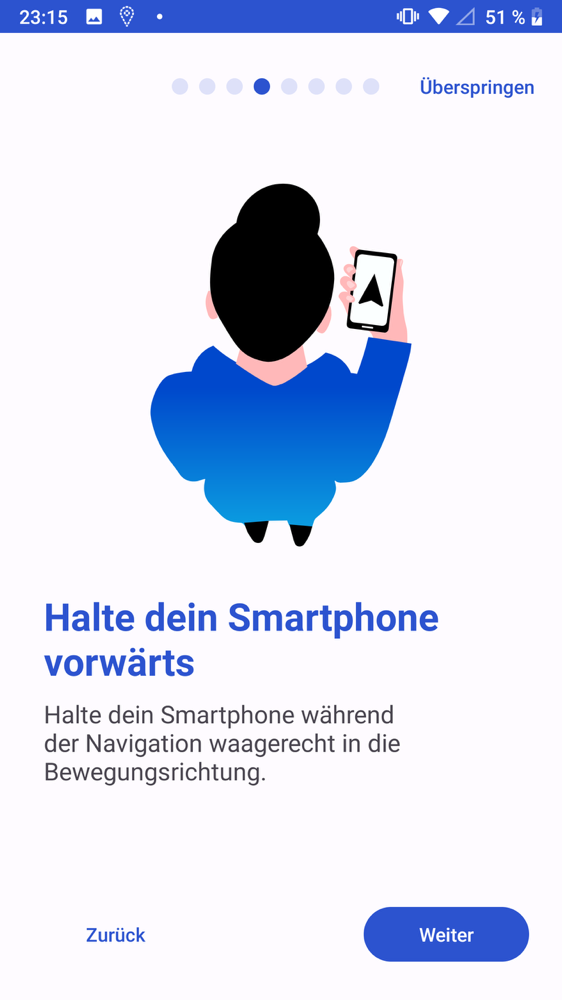 23:15
51 %
Überspringen
Halte dein Smartphone
vorwärts
Halte dein Smartphone während
der Navigation waagerecht in die
Bewegungsrichtung.
Zurück
Weiter